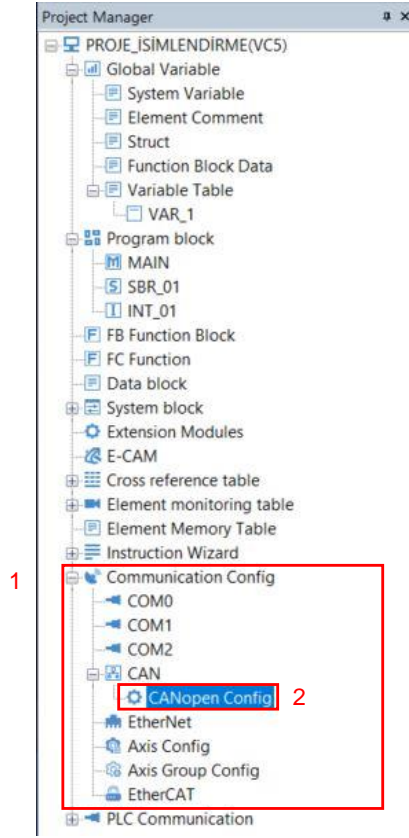 Project Manager
PROJE_İSİMLENDİRME(VC5)
Global Variable
System Variable
Element Comment
Struct
Function Block Data
Variable Table
VAR_1
Program block
MAIN
SBR_01
INT_01
FB Function Block
FC Function
Data block
System block
Extension Modules
E-CAM
Cross reference table
Element monitoring table
Element Memory Table
Instruction Wizard
1 Communication Config
COM0
COM1
COM2
CAN
CANopen Config 2
EtherNet
Axis Config
Axis Group Config
EtherCAT
PLC Communication